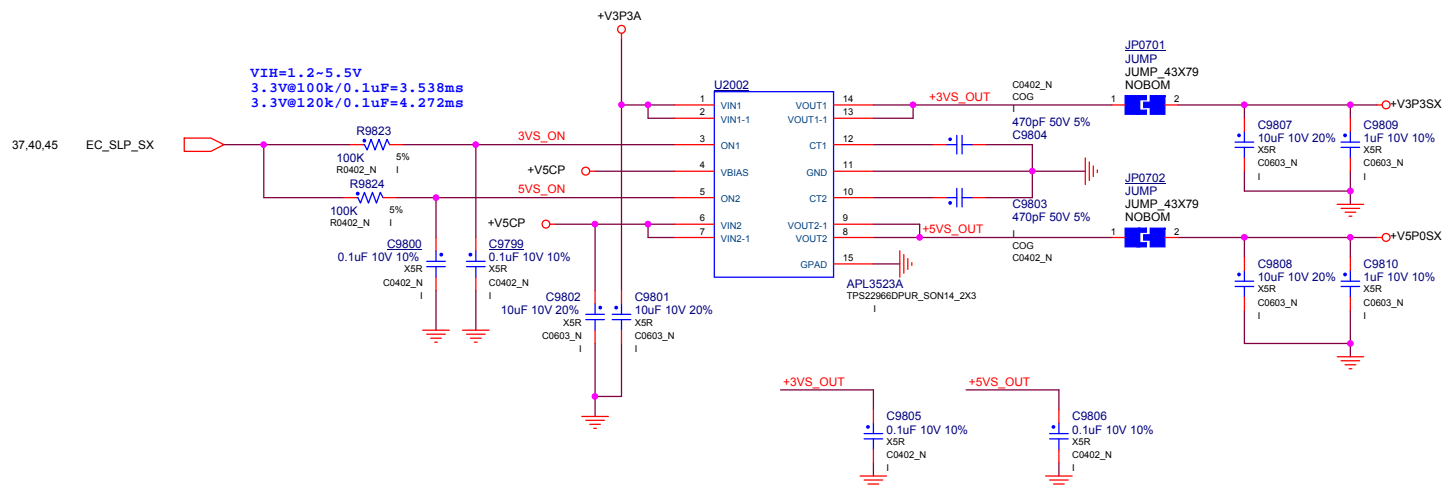 +V3P3A
VIH=1.2~5.5V
3.3V@100k/0.1uF=3.538ms
3.3V@120k/0.1uF=4.272ms
37,40,45 EC_SLP_SX
R9823
100K
R0402_N
5%
I
3VS_ON
R9824
100K
R0402_N
5%
I
5VS_ON
+V5CP
+V5CP
C9800
0.1uF 10V 10%
X5R
C0402_N
I
C9799
0.1uF 10V 10%
X5R
C0402_N
I
C9802
10uF 10V 20%
X5R
C0603_N
I
C9801
10uF 10V 20%
X5R
C0603_N
I
U2002
1 VIN1
2 VIN1-1
3 ON1
4 VBIAS
5 ON2
6 VIN2
7 VIN2-1
VOUT1 14
VOUT1-1 13
CT1 12
GND 11
CT2 10
VOUT2-1 9
VOUT2 8
GPAD 15
APL3523A
TPS22966DPUR_SON14_2X3
I
+3VS_OUT
C0402_N
COG
I
470pF 50V 5%
C9804
C9803
470pF 50V 5%
+5VS_OUT
I
COG
C0402_N
JP0701
JUMP
JUMP_43X79
NOBOM
1 2
+V3P3SX
C9807
10uF 10V 20%
X5R
C0603_N
I
C9809
1uF 10V 10%
X5R
C0603_N
I
JP0702
JUMP
JUMP_43X79
NOBOM
1 2
+V5P0SX
C9808
10uF 10V 20%
X5R
C0603_N
I
C9810
1uF 10V 10%
X5R
C0603_N
I
+3VS_OUT
C9805
0.1uF 10V 10%
X5R
C0402_N
I
+5VS_OUT
C9806
0.1uF 10V 10%
X5R
C0402_N
I